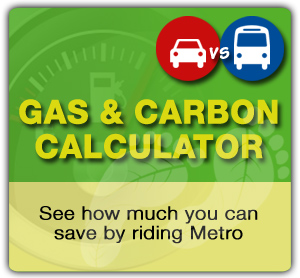 vs
GAS & CARBON
CALCULATOR
See how much you can
save by riding Metro